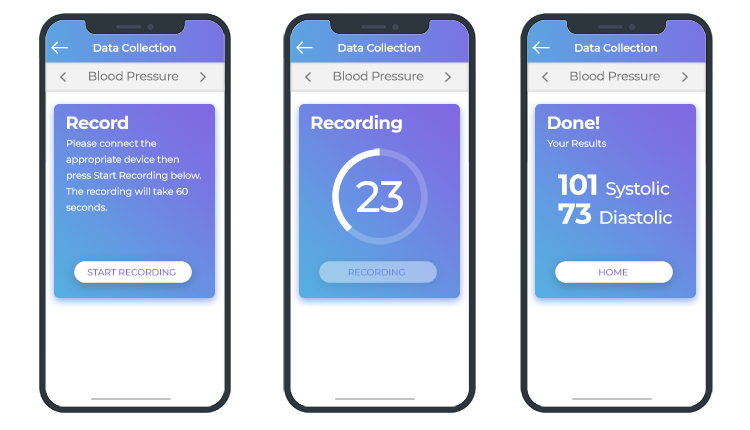 Data Collection
Blood Pressure
Record
Please connect the
appropriate device then
press Start Recording below.
The recording will take 60
seconds.
START RECORDING
Data Collection
Blood Pressure
Recording
23
RECORDING
Data Collection
Blood Pressure
Done!
Your Results
101 Systolic
73 Diastolic
HOME